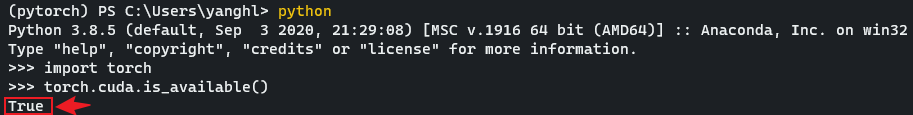 (pytorch) PS C:\Users\yanghl> python
Python 3.8.5 (default, Sep  3 2020, 21:29:08) [MSC v.1916 64 bit (AMD64)] :: Anaconda, Inc. on win32
Type "help", "copyright", "credits" or "license" for more information.
>>> import torch
>>> torch.cuda.is_available()
True